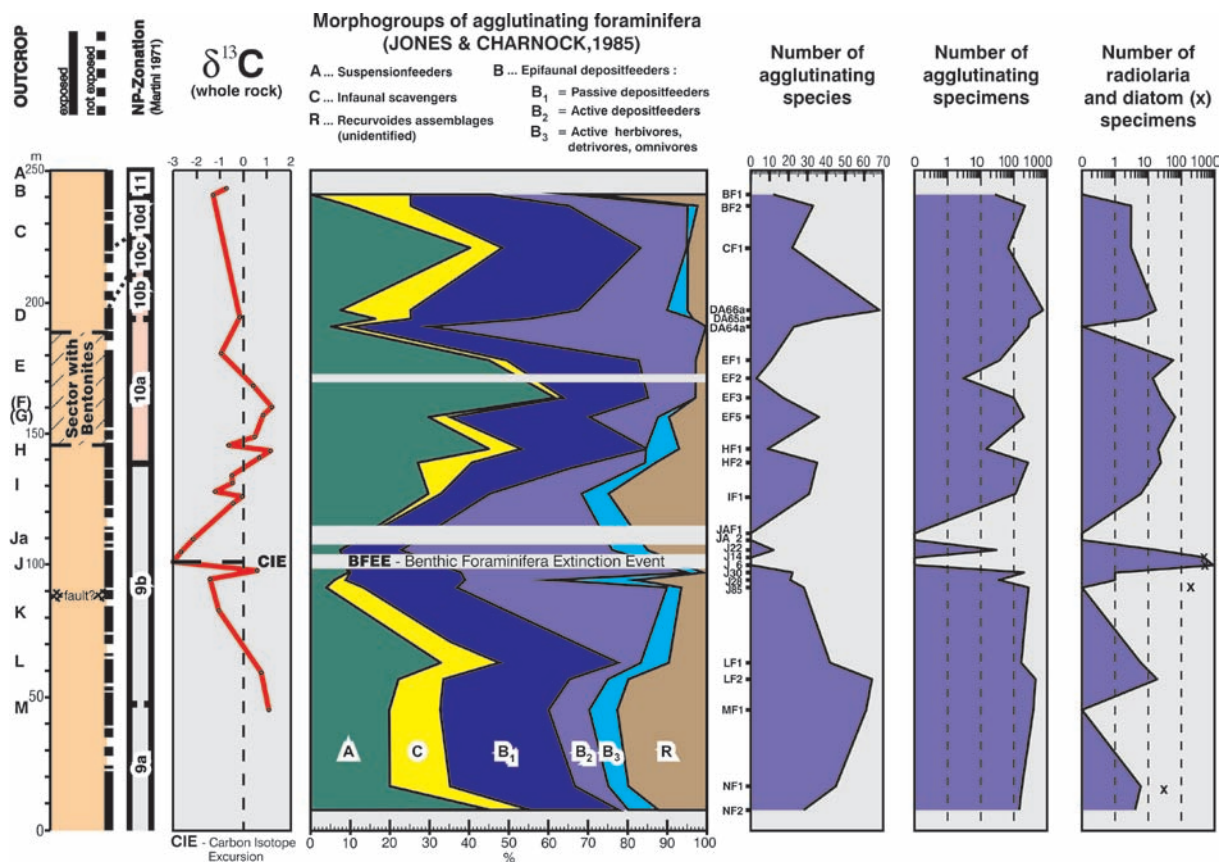 OUTCROP
exposed
not exposed
NP-Zonation
(Martini 1971)
δ13C
(whole rock)
Morphogroups of agglutinating foraminifera
(JONES & CHARNOCK,1985)
A ... Suspensionfeeders
C ... Infaunal scavengers
R ... Recurvoides assemblages
(unidentified)
B ... Epifaunal depositfeeders :
B1 = Passive depositfeeders
B2 = Active depositfeeders
B3 = Active herbivores,
detrivores, omnivores
Number of
agglutinating
species
Number of
agglutinating
specimens
Number of
radiolaria
and diatom (x)
specimens
m
250
200
150
100
50
0
A
B
C
D
E
(F)
(G)
H
I
Ja
J
K
L
M
Sector with
Bentonites
fault?
11
10d
10c
10b
10a
9b
9a
-3 -2 -1 0 1 2
CIE
CIE - Carbon Isotope
Excursion
BFEE - Benthic Foraminifera Extinction Event
A
C
B1
B2
B3
R
0 10 20 30 40 50 60 70 80 90 100
%
0 10 20 30 40 50 60 70
BF1
BF2
CF1
DA66a
DA65a
DA64a
EF1
EF2
EF3
EF5
HF1
HF2
IF1
JAF1
JA_2
J22
J14
J_6
J30
J28
J85
LF1
LF2
MF1
NF1
NF2
0 1 10 100 1000
0 1 10 100 1000
x
x
x
x